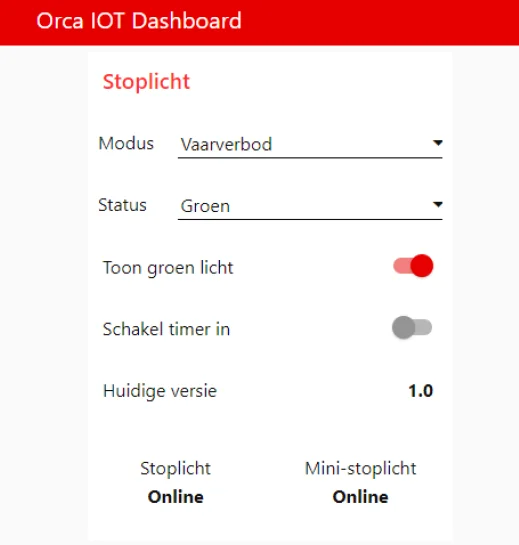 Orca IOT Dashboard
Stoplicht
Modus Vaarverbod
Status Groen
Toon groen licht
Schakel timer in
Huidige versie 1.0
Stoplicht Mini-stoplicht
Online Online